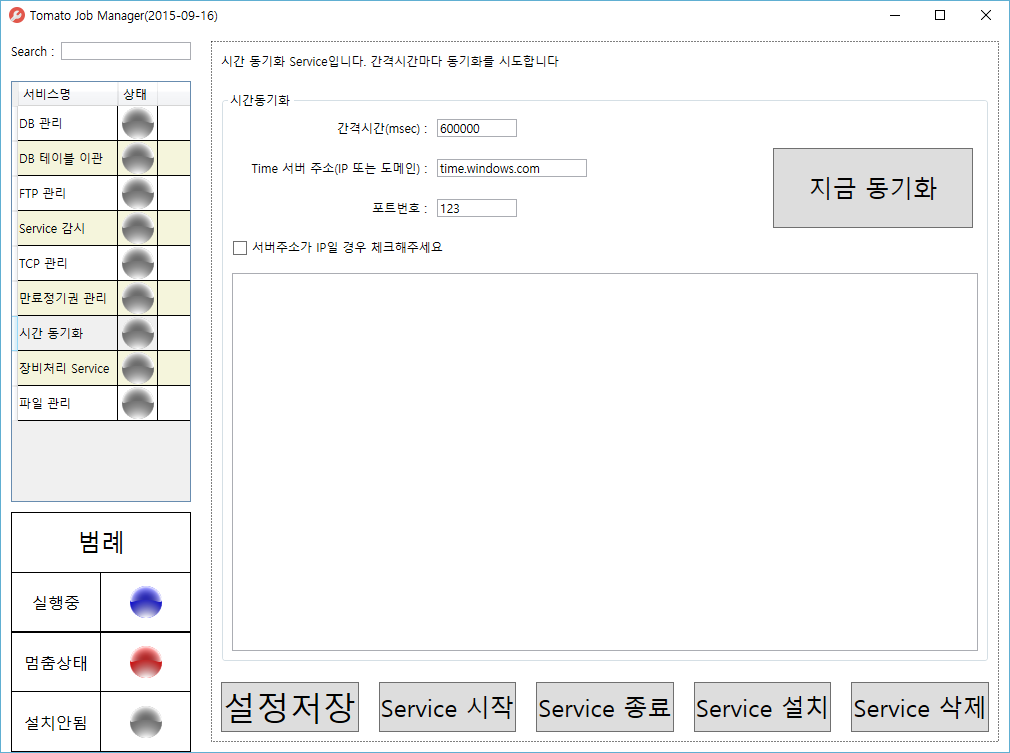 Tomato Job Manager(2015-09-16)
Search :
서비스명 상태
DB 관리
DB 테이블 이관
FTP 관리
Service 감시
TCP 관리
만료정기권 관리
시간 동기화
장비처리 Service
파일 관리
범례
실행중
멈춤상태
설치안됨
시간 동기화 Service입니다. 간격시간마다 동기화를 시도합니다
시간동기화
간격시간(msec) : 600000
Time 서버 주소(IP 또는 도메인) : time.windows.com
포트번호 : 123
지금 동기화
서버주소가 IP일 경우 체크해주세요
설정저장 Service 시작 Service 종료 Service 설치 Service 삭제